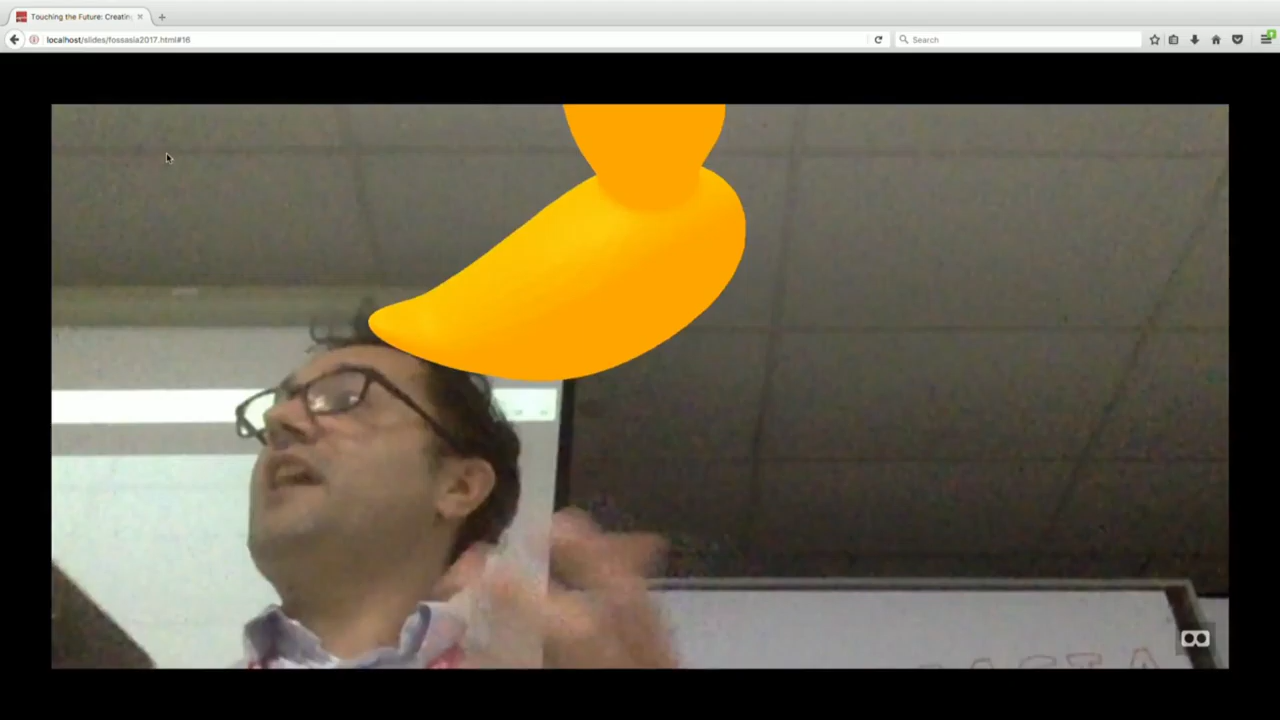 Touching the Future: Creatin
localhost/slides/fossasia2017.html#16
Search